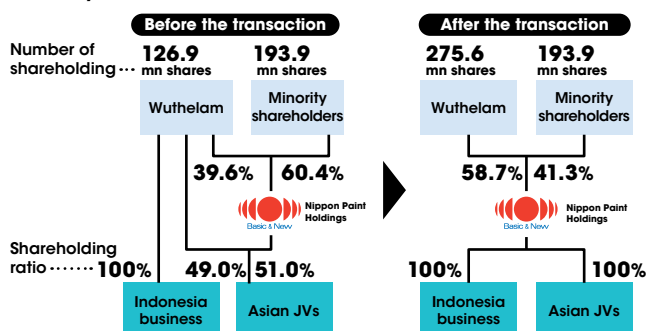 Before the transaction
After the transaction
Number of
shareholding
126.9
mn shares
193.9
mn shares
275.6
mn shares
193.9
mn shares
Wuthelam
Minority
shareholders
Wuthelam
Minority
shareholders
39.6%
60.4%
58.7%
41.3%
Basic & New
Nippon Paint
Holdings
Basic & New
Nippon Paint
Holdings
Shareholding
ratio
100%
49.0%
51.0%
100%
100%
Indonesia
business
Asian JVs
Indonesia
business
Asian JVs